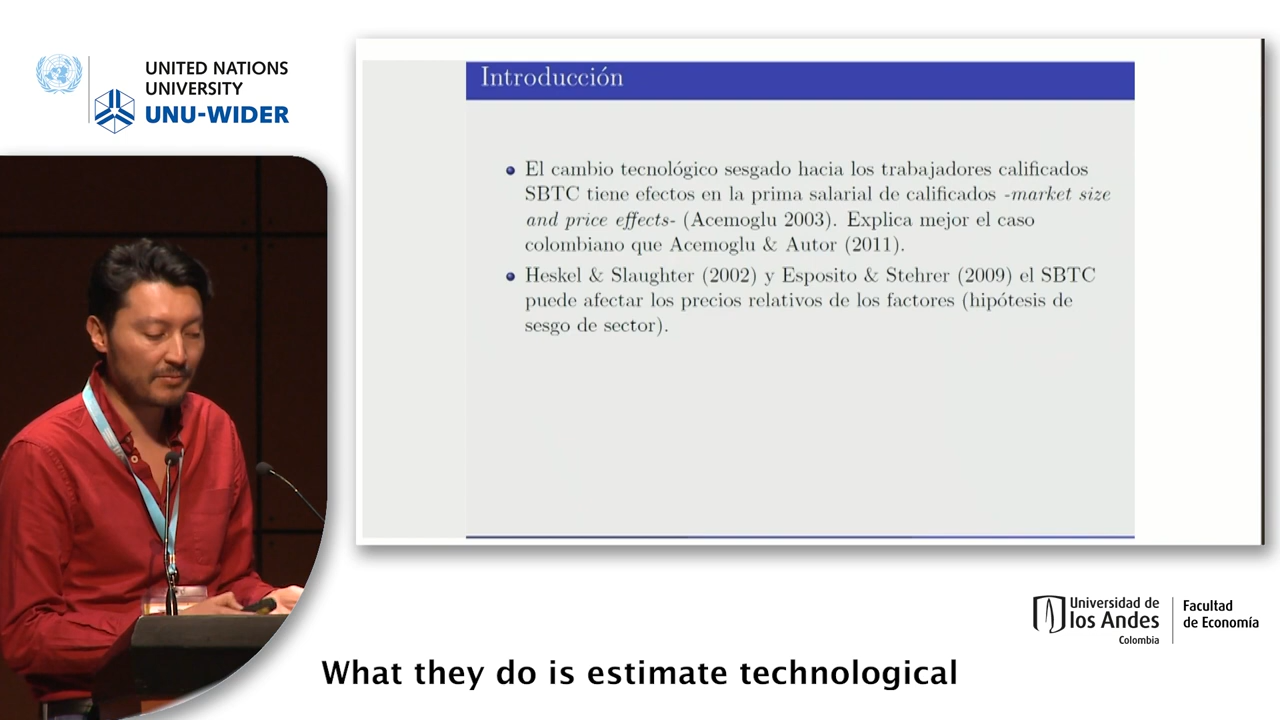 UNITED NATIONS
UNIVERSITY
UNU-WIDER
Introducción
El cambio tecnológico sesgado hacia los trabajadores calificados
SBTC tiene efectos en la prima salarial de calificados -market size
and price effects- (Acemoglu 2003). Explica mejor el caso
colombiano que Acemoglu & Autor (2011).
Heskel & Slaughter (2002) y Esposito & Stehrer (2009) el SBTC
puede afectar los precios relativos de los factores (hipótesis de
sesgo de sector).
Universidad de
los Andes
Colombia
Facultad
de Economía
What they do is estimate technological